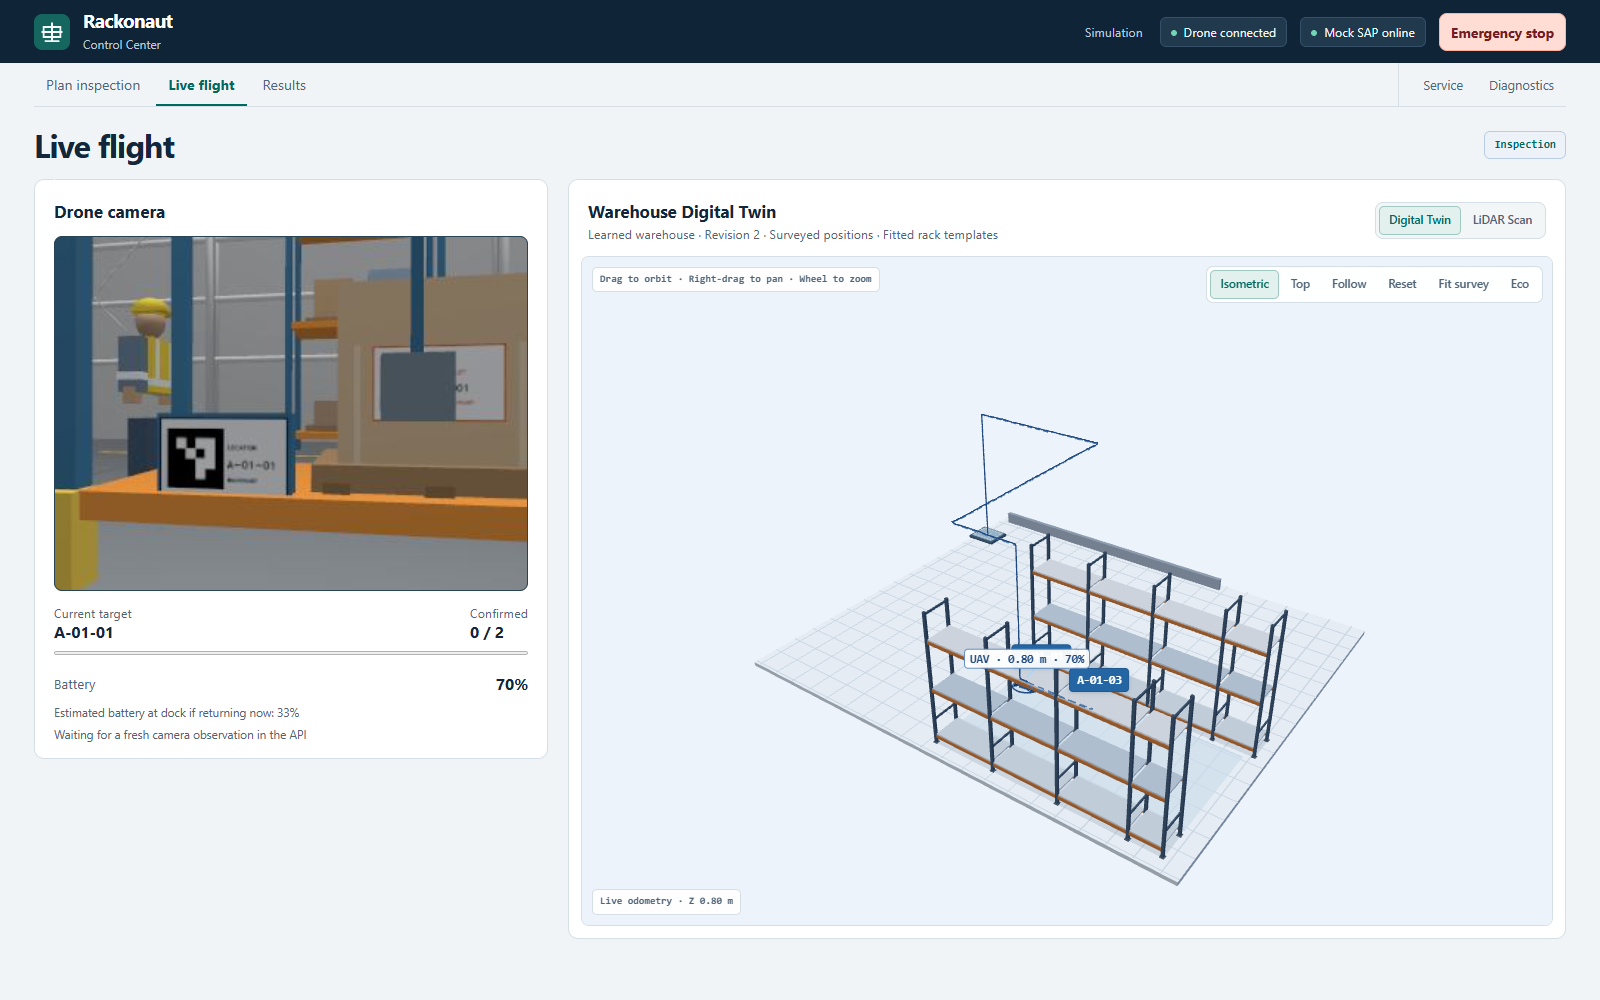 Rackonaut
Control Center
Simulation
Drone connected
Mock SAP online
Emergency stop
Plan inspection
Live flight
Results
Service
Diagnostics
Live flight
Inspection
Drone camera
LOCATION
A-01-01
01
Current target
A-01-01
Confirmed
0 / 2
Battery
70%
Estimated battery at dock if returning now: 33%
Waiting for a fresh camera observation in the API
Warehouse Digital Twin
Learned warehouse · Revision 2 · Surveyed positions · Fitted rack templates
Digital Twin
LiDAR Scan
Drag to orbit · Right-drag to pan · Wheel to zoom
Isometric
Top
Follow
Reset
Fit survey
Eco
UAV · 0.80 m · 70%
A-01-03
Live odometry · Z 0.80 m